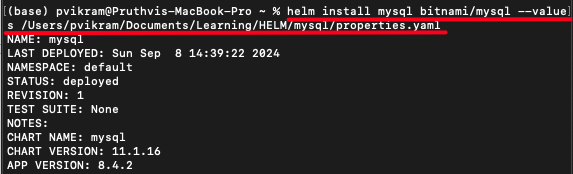 (base) pvikram@Pruthvis-MacBook-Pro ~ % helm install mysql bitnami/mysql --value
s /Users/pvikram/Documents/Learning/HELM/mysql/properties.yaml
NAME: mysql
LAST DEPLOYED: Sun Sep  8 14:39:22 2024
NAMESPACE: default
STATUS: deployed
REVISION: 1
TEST SUITE: None
NOTES:
CHART NAME: mysql
CHART VERSION: 11.1.16
APP VERSION: 8.4.2